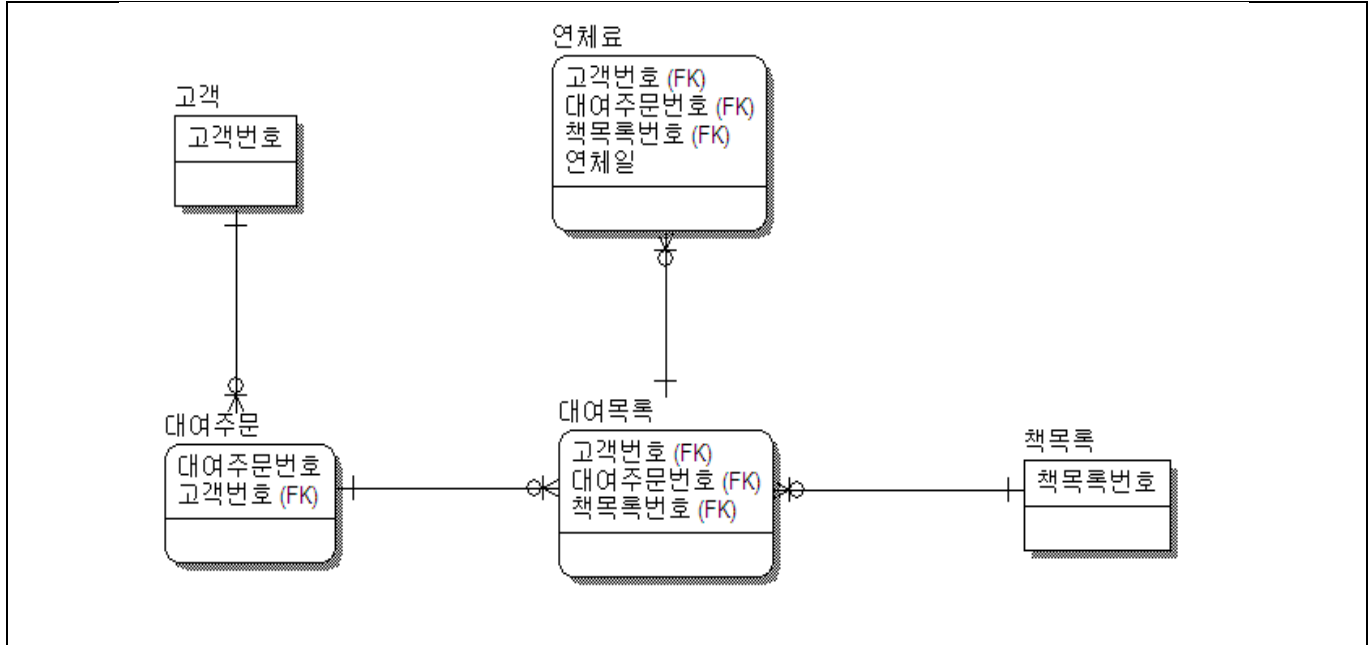 연체료
고객번호 (FK)
대여주문번호 (FK)
책목록번호 (FK)
연체일
고객
고객번호
대여주문
대여주문번호
고객번호 (FK)
대여목록
고객번호 (FK)
대여주문번호 (FK)
책목록번호 (FK)
책목록
책목록번호